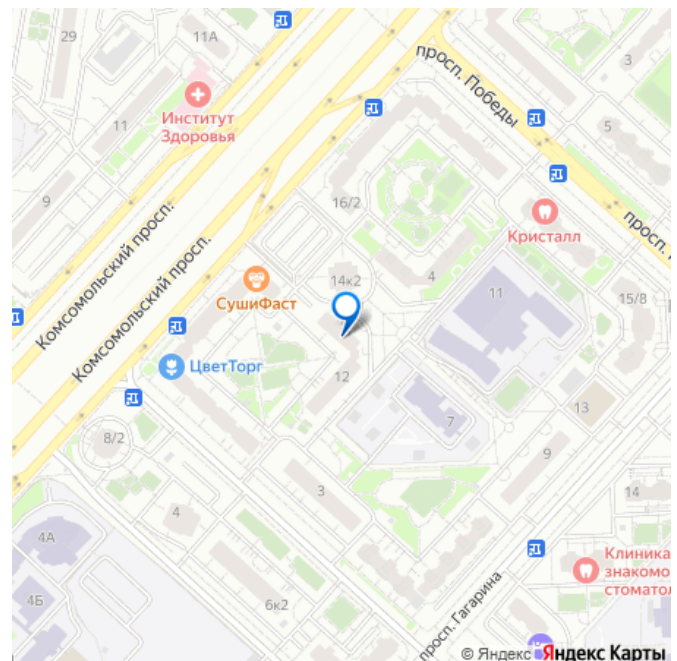 29
11А
просп. Победы
3
11
Институт
Здоровья
5
9
16/2
Кристалл
просп.
Комсомольский просп.
14к2
4
СушиФаст
11
15/8
Комсомольский просп.
ЦветТорг
12
7
13
8/2
9
3
14
4
4А
Клиника
знакомо
стоматол
4Б
6к2
просп. Гагарина
© Яндекс
Яндекс Карты